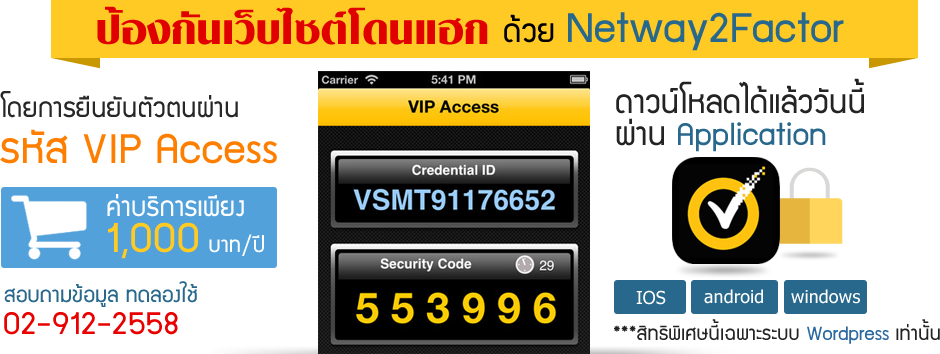 ป้องกันเว็บไซต์โดนแฮก ด้วย Netway2Factor
โดยการยืนยันตัวตนผ่าน
รหัส VIP Access
ค่าบริการเพียง
1,000 บาท/ปี
สอบถามข้อมูล ทดลองใช้
02-912-2558
Carrier 5:41 PM
VIP Access
Credential ID
VSMT91176652
Security Code 29
553996
ดาวน์โหลดได้แล้ววันนี้
ผ่าน Application
IOS android windows
***สิทธิพิเศษนี้เฉพาะระบบ Wordpress เท่านั้น